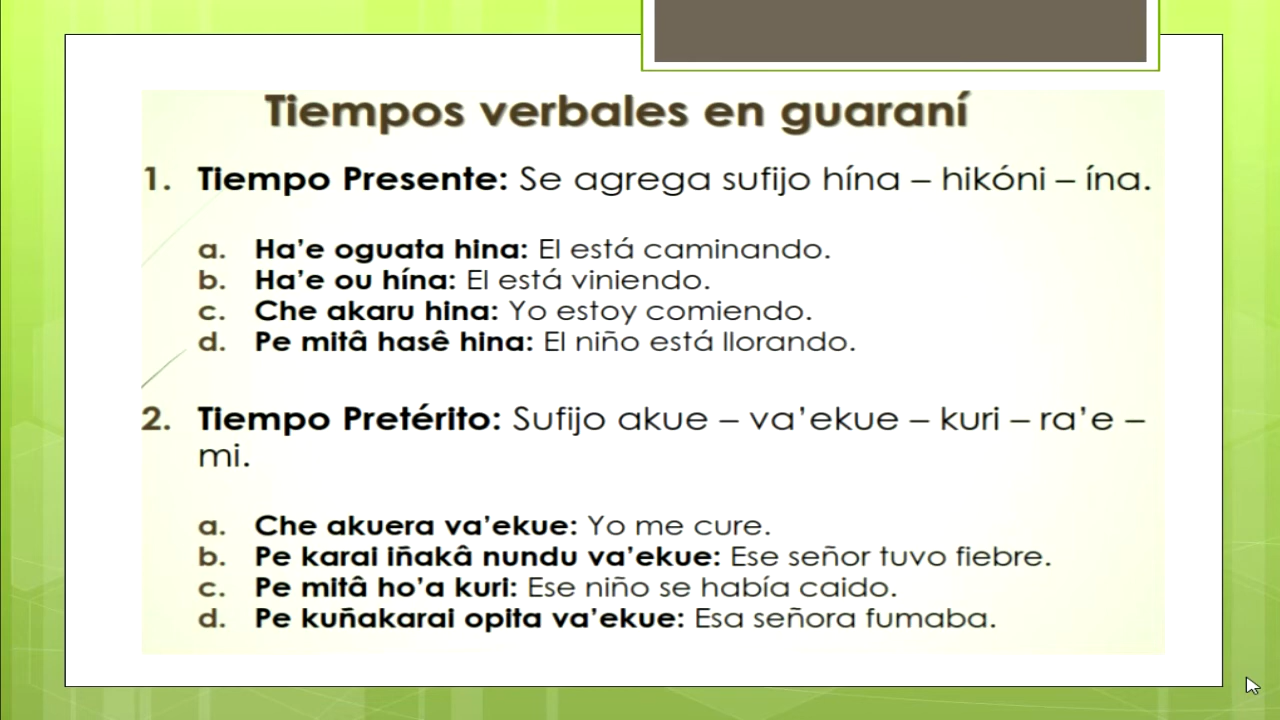 Tiempos verbales en guaraní
1. Tiempo Presente: Se agrega sufijo hína – hikóni – ína.
a. Ha’e oguata hina: El está caminando.
b. Ha’e ou hína: El está viniendo.
c. Che akaru hina: Yo estoy comiendo.
d. Pe mitâ hasê hina: El niño está llorando.
2. Tiempo Pretérito: Sufijo akue – va’ekue – kuri – ra’e –
mi.
a. Che akuera va’ekue: Yo me cure.
b. Pe karai iñakâ nundu va’ekue: Ese señor tuvo fiebre.
c. Pe mitâ ho’a kuri: Ese niño se había caido.
d. Pe kuñakarai opita va’ekue: Esa señora fumaba.